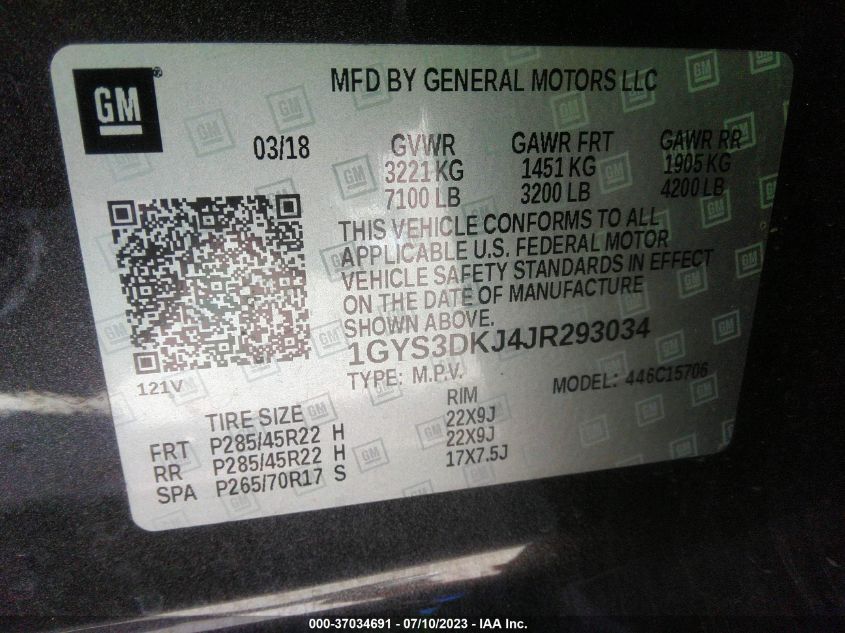 GM
®
MFD BY GENERAL MOTORS LLC
03/18 GVWR GAWR FRT GAWR RR
3221 KG 1451 KG 1905 KG
7100 LB 3200 LB 4200 LB
THIS VEHICLE CONFORMS TO ALL
APPLICABLE U.S. FEDERAL MOTOR
VEHICLE SAFETY STANDARDS IN EFFECT
ON THE DATE OF MANUFACTURE
SHOWN ABOVE.
1GYS3DKJ4JR293034
121V
TYPE: M.P.V. MODEL: 446C15706
TIRE SIZE RIM
FRT P285/45R22 H 22X9J
RR P285/45R22 H 22X9J
SPA P265/70R17 S 17X7.5J
000-37034691 - 07/10/2023 - IAA Inc.